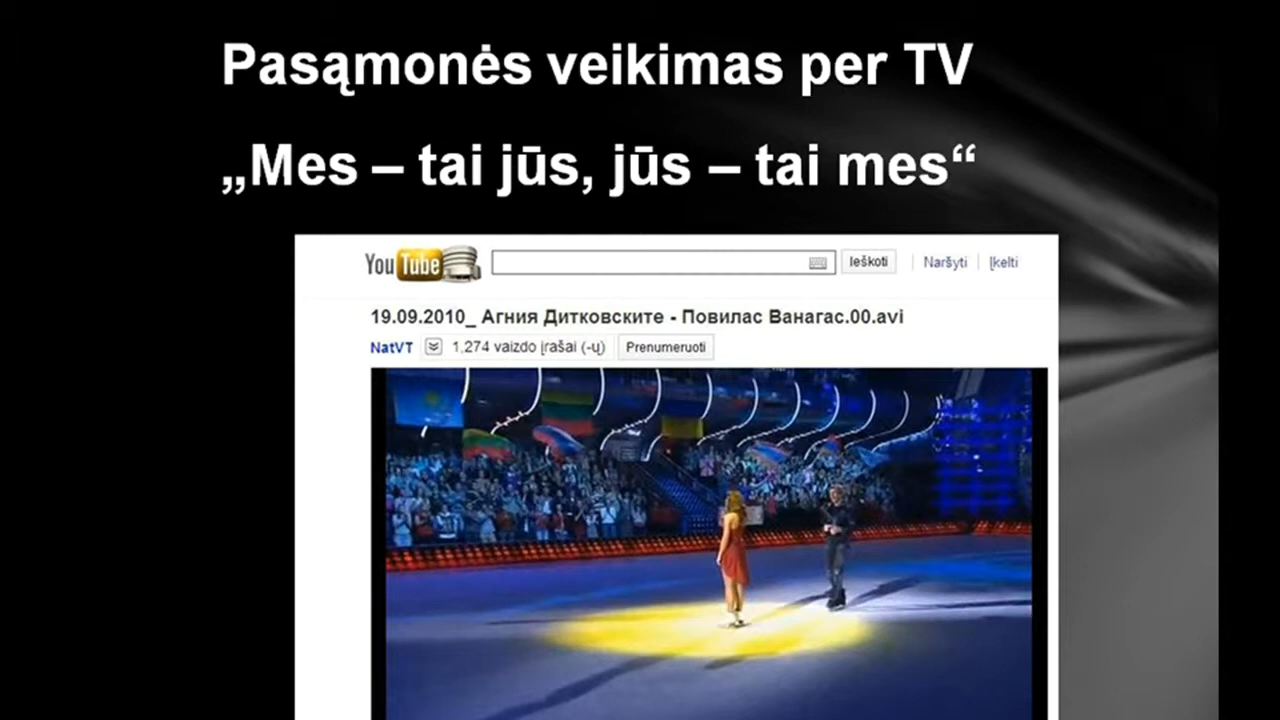 Pasąmonės veikimas per TV
„Mes – tai jūs, jūs – tai mes“
YouTube
Ieškoti
Naršyti
Įkelti
19.09.2010_ Агния Дитковските - Повилас Ванагас.00.avi
NatVT 1,274 vaizdo įrašai (-ų) Prenumeruoti